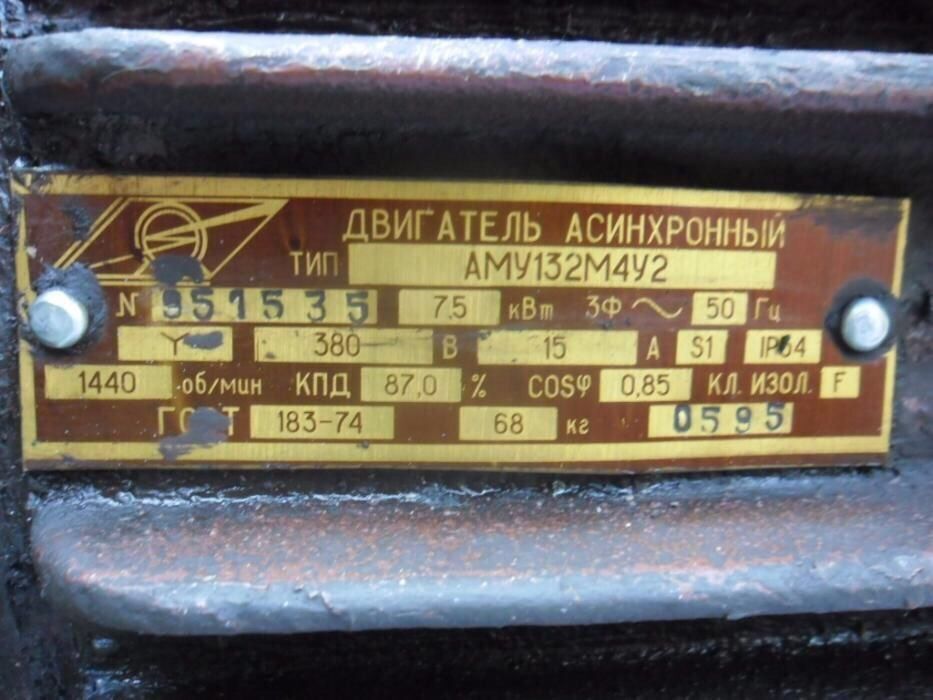 ДВИГАТЕЛЬ АСИНХРОННЫЙ
ТИП АМУ132М4У2
№ 951535 7.5 кВт 3Ф ~ 50 Гц
Y 380 В 15 А S1 IP54
1440 об/мин КПД 87,0 % COSφ 0,85 КЛ. ИЗОЛ. F
ГОСТ 183-74 68 кг 0595